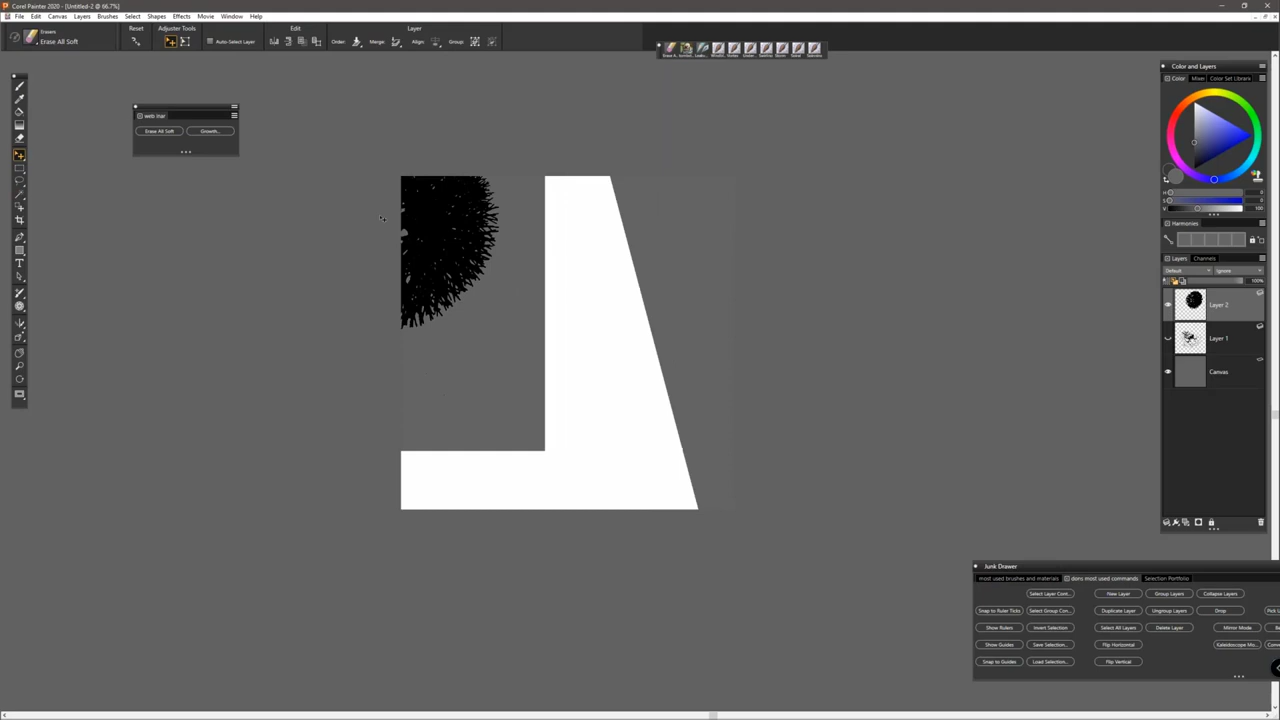 Corel Painter 2020 - [Untitled-2 @ 66.7%]
File Edit Canvas Layers Brushes Select Shapes Effects Movie Window Help
Erasers
Erase All Soft
Reset
Adjuster Tools
Auto-Select Layer
Edit
Order:
Merge:
Layer
Align:
Group:
web inar
Erase All Soft
Growth...
Color and Layers
Color Mixer Color Set Librarie
H 0
S 0
V 100
Harmonies
Layers Channels
Default Ignore
100%
Layer 2
Layer 1
Canvas
Junk Drawer
most used brushes and materials dons most used commands Selection Portfolio
Select Layer Cont... New Layer Group Layers Collapse Layers
Snap to Ruler Ticks Select Group Con... Duplicate Layer Ungroup Layers Drop
Show Rulers Invert Selection Select All Layers Delete Layer Mirror Mode
Show Guides Save Selection... Flip Horizontal Kaleidoscope Mo...
Snap to Guides Load Selection... Flip Vertical